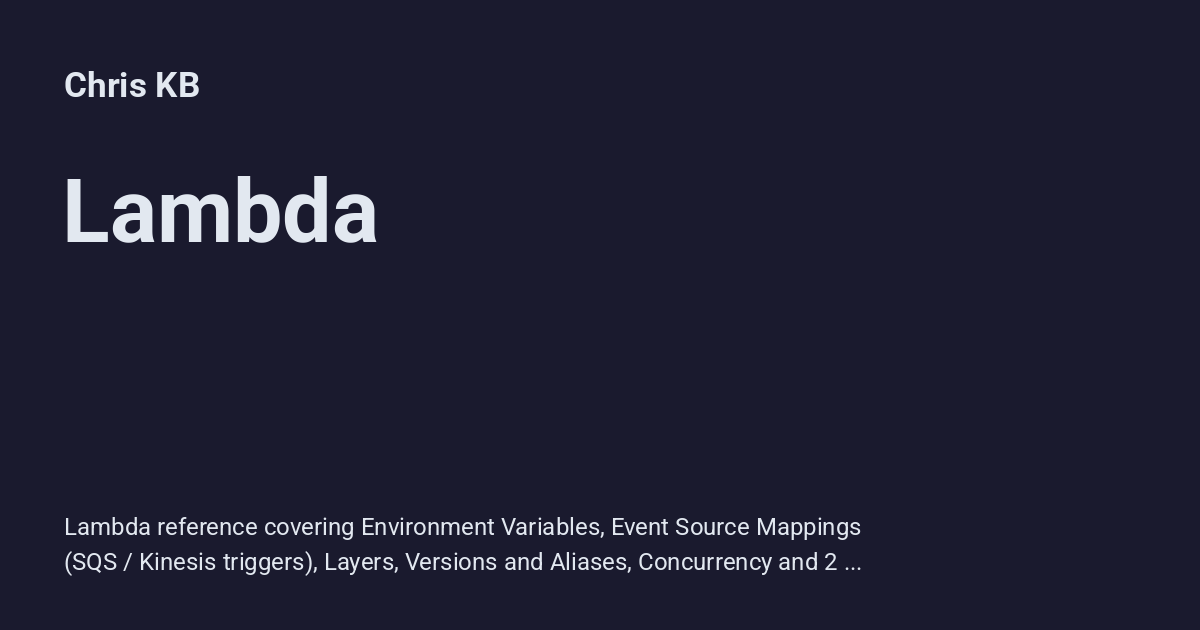 Chris KB
Lambda
Lambda reference covering Environment Variables, Event Source Mappings
(SQS / Kinesis triggers), Layers, Versions and Aliases, Concurrency and 2 ...